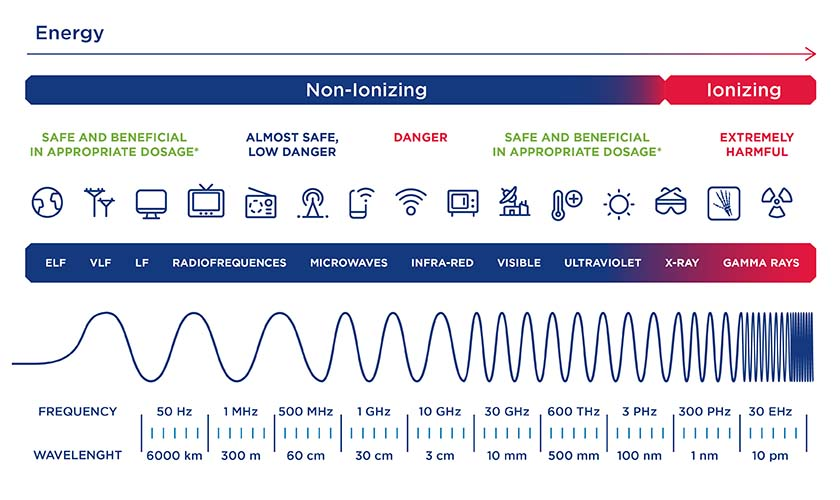 Energy
Non-Ionizing
Ionizing
SAFE AND BENEFICIAL
IN APPROPRIATE DOSAGE*
ALMOST SAFE,
LOW DANGER
DANGER
SAFE AND BENEFICIAL
IN APPROPRIATE DOSAGE*
EXTREMELY
HARMFUL
ELF VLF LF RADIOFREQUENCES MICROWAVES INFRA-RED VISIBLE ULTRAVIOLET X-RAY GAMMA RAYS
FREQUENCY 50 Hz 1 MHz 500 MHz 1 GHz 10 GHz 30 GHz 600 THz 3 PHz 300 PHz 30 EHz
WAVELENGHT 6000 km 300 m 60 cm 30 cm 3 cm 10 mm 500 mm 100 nm 1 nm 10 pm